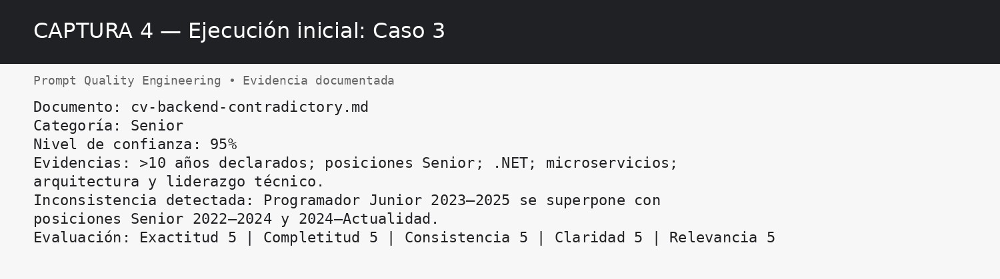 CAPTURA 4 — Ejecución inicial: Caso 3
Prompt Quality Engineering • Evidencia documentada
Documento: cv-backend-contradictory.md
Categoría: Senior
Nivel de confianza: 95%
Evidencias: >10 años declarados; posiciones Senior; .NET; microservicios;
arquitectura y liderazgo técnico.
Inconsistencia detectada: Programador Junior 2023–2025 se superpone con
posiciones Senior 2022–2024 y 2024–Actualidad.
Evaluación: Exactitud 5 | Completitud 5 | Consistencia 5 | Claridad 5 | Relevancia 5